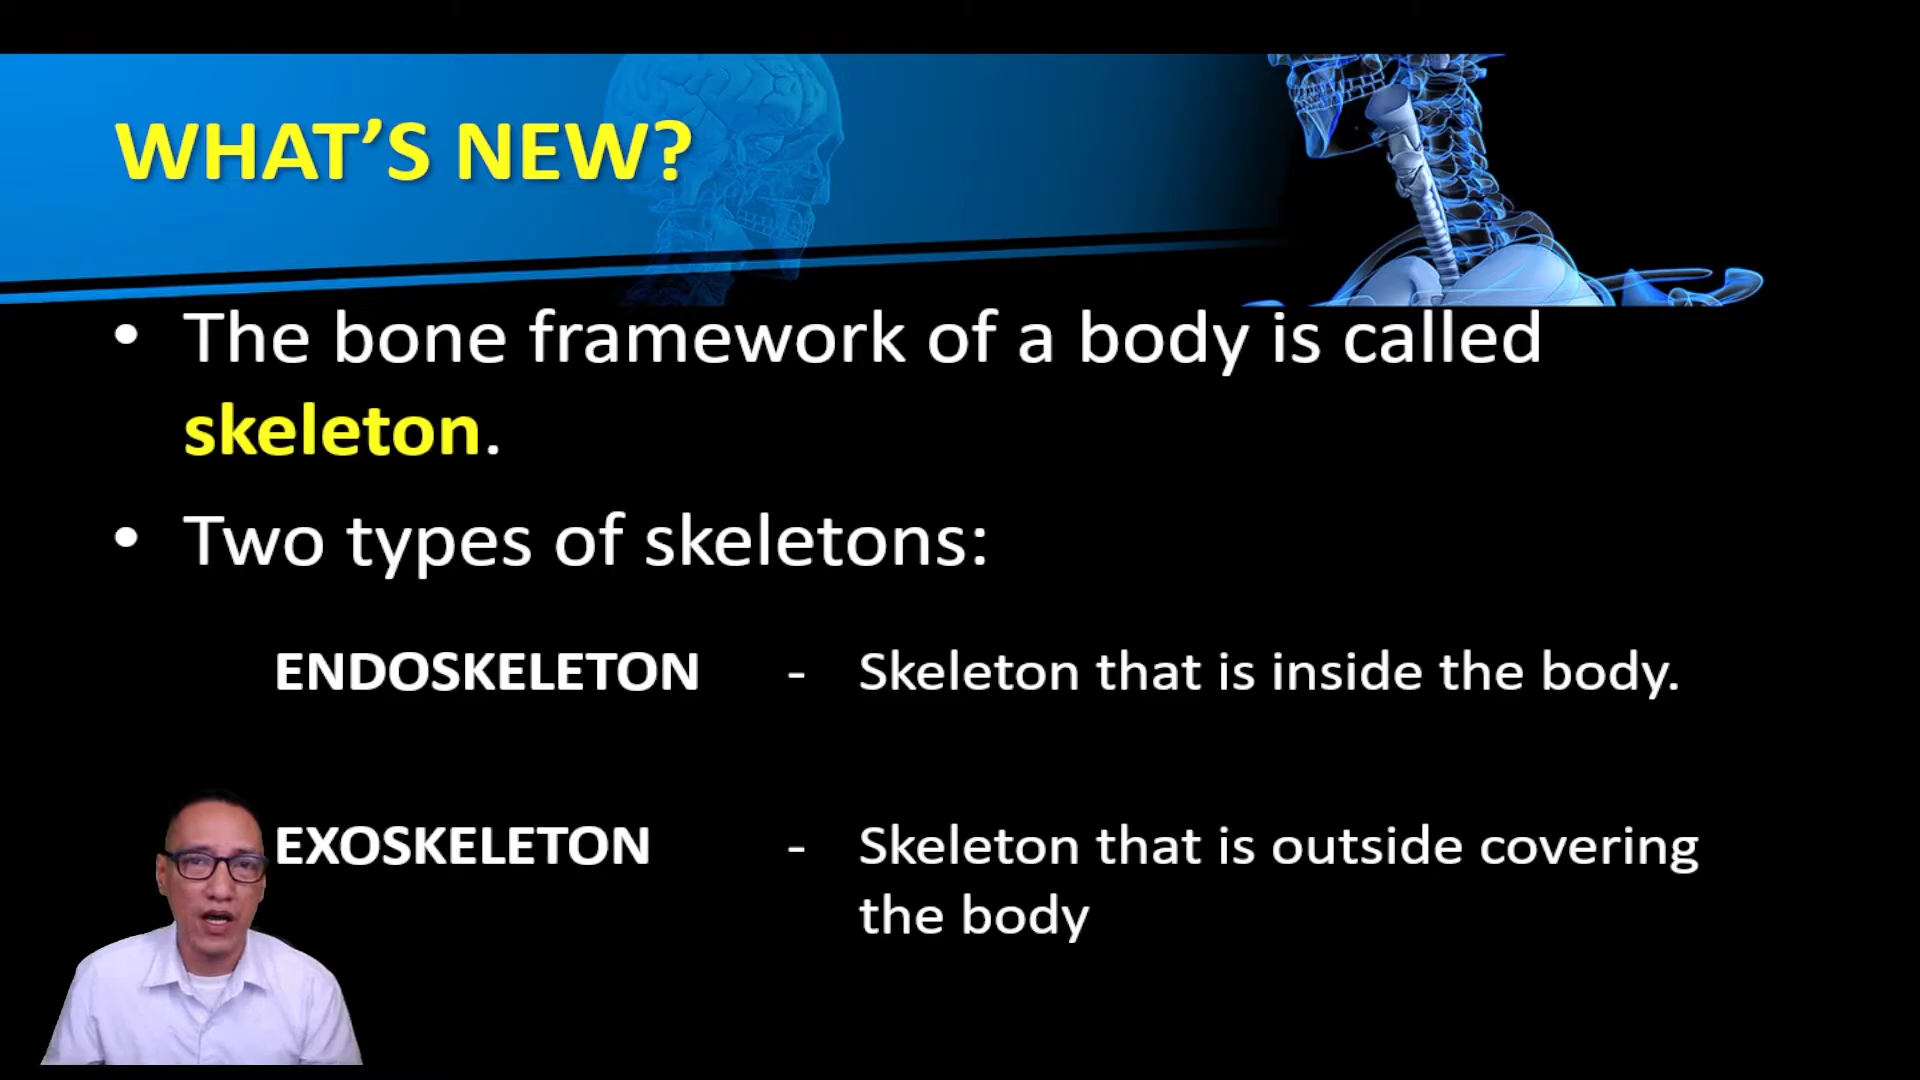 WHAT’S NEW?
• The bone framework of a body is called
skeleton.
• Two types of skeletons:
ENDOSKELETON - Skeleton that is inside the body.
EXOSKELETON - Skeleton that is outside covering
the body